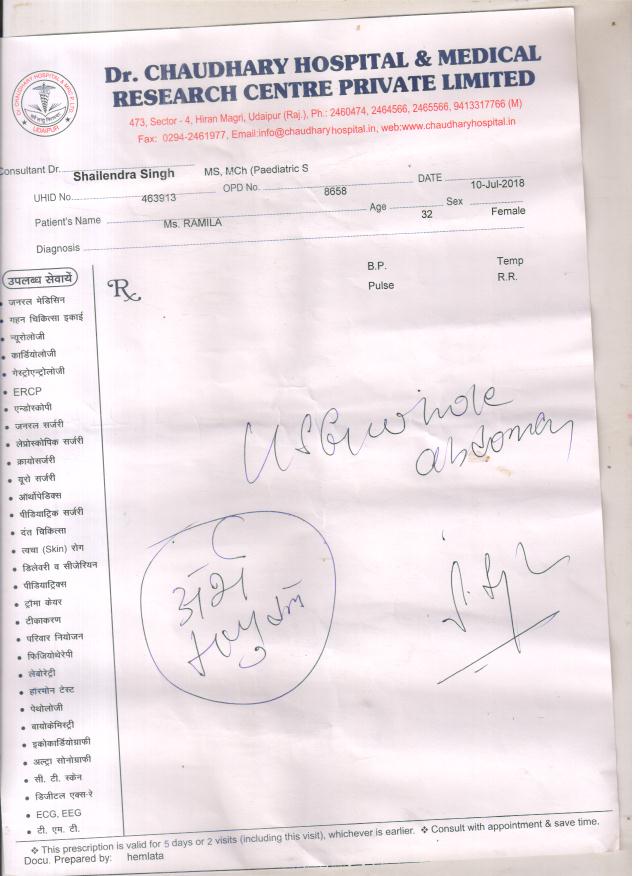 Dr. CHAUDHARY HOSPITAL & MEDICAL
RESEARCH CENTRE PRIVATE LIMITED
473, Sector - 4, Hiran Magri, Udaipur (Raj.), Ph.: 2460474, 2464566, 2465566, 9413317766 (M)
Fax: 0294-2461977, Email:info@chaudharyhospital.in, web:www.chaudharyhospital.in
UDAIPUR
Consultant Dr. Shailendra Singh MS, MCh (Paediatric S
UHID No. 463913 OPD No. 8658 DATE 10-Jul-2018
Patient's Name Ms. RAMILA Age 32 Sex Female
Diagnosis
B.P. Temp
Pulse R.R.
Rx
उपलब्ध सेवायें
• जनरल मेडिसिन
• गहन चिकित्सा इकाई
• न्यूरोलोजी
• कार्डियोलोजी
• गेस्ट्रोएन्ट्रोलोजी
• ERCP
• एन्डोस्कोपी
• जनरल सर्जरी
• लेप्रोस्कोपिक सर्जरी
• क्रायोसर्जरी
• यूरो सर्जरी
• ऑर्थोपेडिक्स
• पीडियाट्रिक सर्जरी
• दंत चिकित्सा
• त्वचा (Skin) रोग
• डिलेवरी व सीजेरियन
• पीडियाट्रिक्स
• ट्रोमा केयर
• टीकाकरण
• परिवार नियोजन
• फिजियोथेरेपी
• लेबोरेट्री
• हारमोन टेस्ट
• पेथोलोजी
• बायोकेमिस्ट्री
• इकोकार्डियोग्राफी
• अल्ट्रा सोनोग्राफी
• सी. टी. स्केन
• डिजीटल एक्स-रे
• ECG, EEG
• टी. एम. टी.
USG whole
abdomen
❖ This prescription is valid for 5 days or 2 visits (including this visit), whichever is earlier. ❖ Consult with appointment & save time.
Docu. Prepared by: hemlata